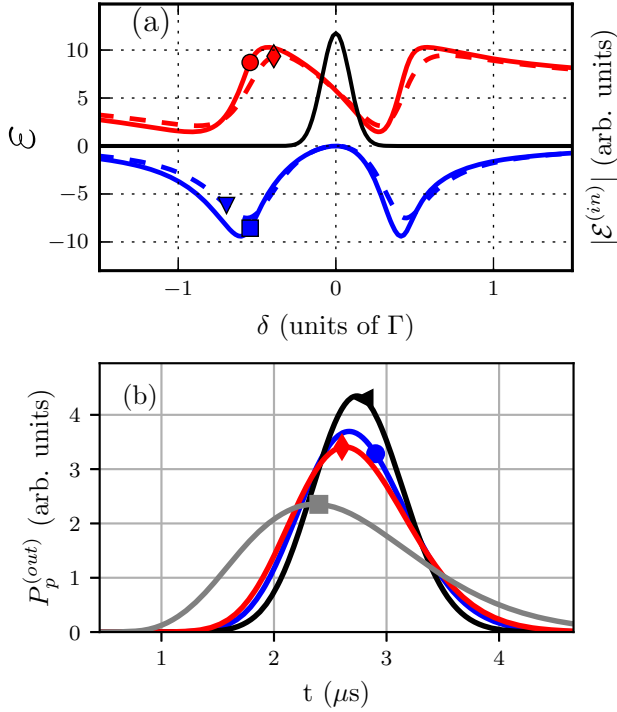 (a)
10
5
0
−5
−10
ℰ
|ℰ^(in)| (arb. units)
−1
0
1
δ (units of Γ)
(b)
4
3
2
1
0
P_p^(out) (arb. units)
1
2
3
4
t (μs)